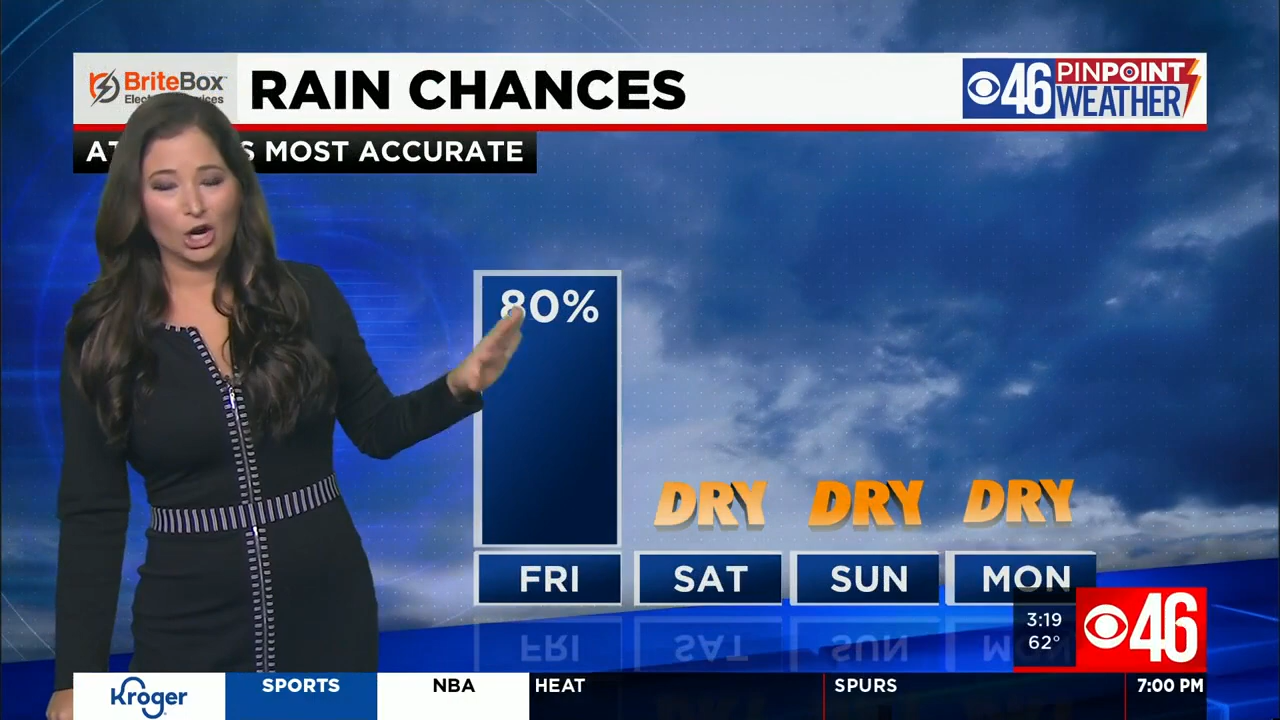 BriteBox
RAIN CHANCES
46 PINPOINT
WEATHER
MOST ACCURATE
80%
DRY DRY DRY
FRI SAT SUN MON
3:19
62°
46
Kroger SPORTS NBA HEAT SPURS 7:00 PM